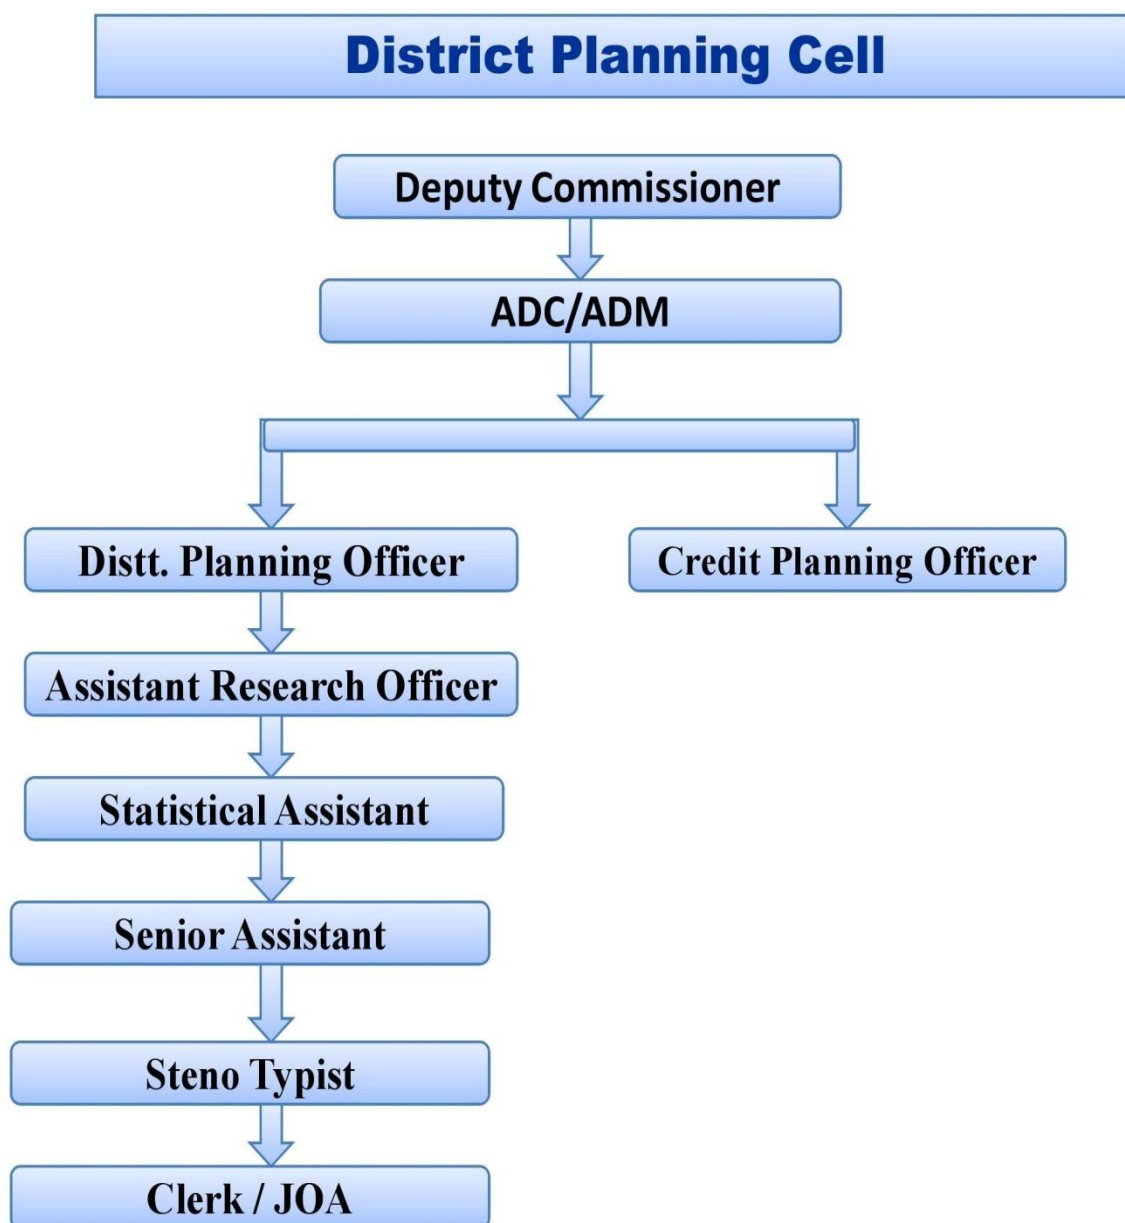 District Planning Cell
Deputy Commissioner
ADC/ADM
Distt. Planning Officer
Credit Planning Officer
Assistant Research Officer
Statistical Assistant
Senior Assistant
Steno Typist
Clerk / JOA